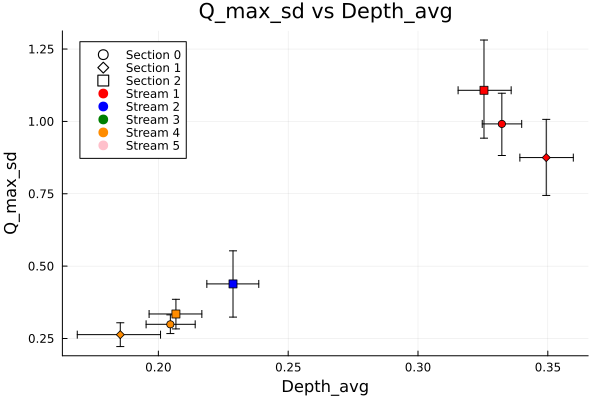 Q_max_sd vs Depth_avg
1.25
1.00
0.75
0.50
0.25
Q_max_sd
Section 0
Section 1
Section 2
Stream 1
Stream 2
Stream 3
Stream 4
Stream 5
0.20 0.25 0.30 0.35
Depth_avg